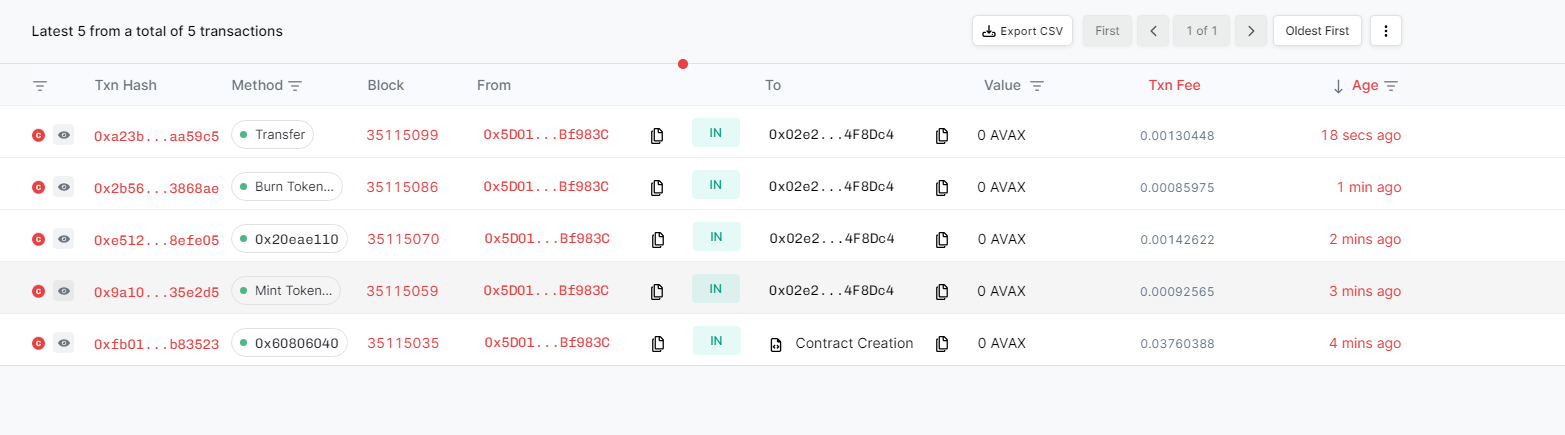 Latest 5 from a total of 5 transactions Export CSV First 1 of 1 Oldest First
Txn Hash Method Block From To Value Txn Fee Age
0xa23b...aa59c5 Transfer 35115099 0x5D01...Bf983C IN 0x02e2...4F8Dc4 0 AVAX 0.00130448 18 secs ago
0x2b56...3868ae Burn Token... 35115086 0x5D01...Bf983C IN 0x02e2...4F8Dc4 0 AVAX 0.00085975 1 min ago
0xe512...8efe05 0x20eae110 35115070 0x5D01...Bf983C IN 0x02e2...4F8Dc4 0 AVAX 0.00142622 2 mins ago
0x9a10...35e2d5 Mint Token... 35115059 0x5D01...Bf983C IN 0x02e2...4F8Dc4 0 AVAX 0.00092565 3 mins ago
0xfb01...b83523 0x60806040 35115035 0x5D01...Bf983C IN Contract Creation 0 AVAX 0.03760388 4 mins ago